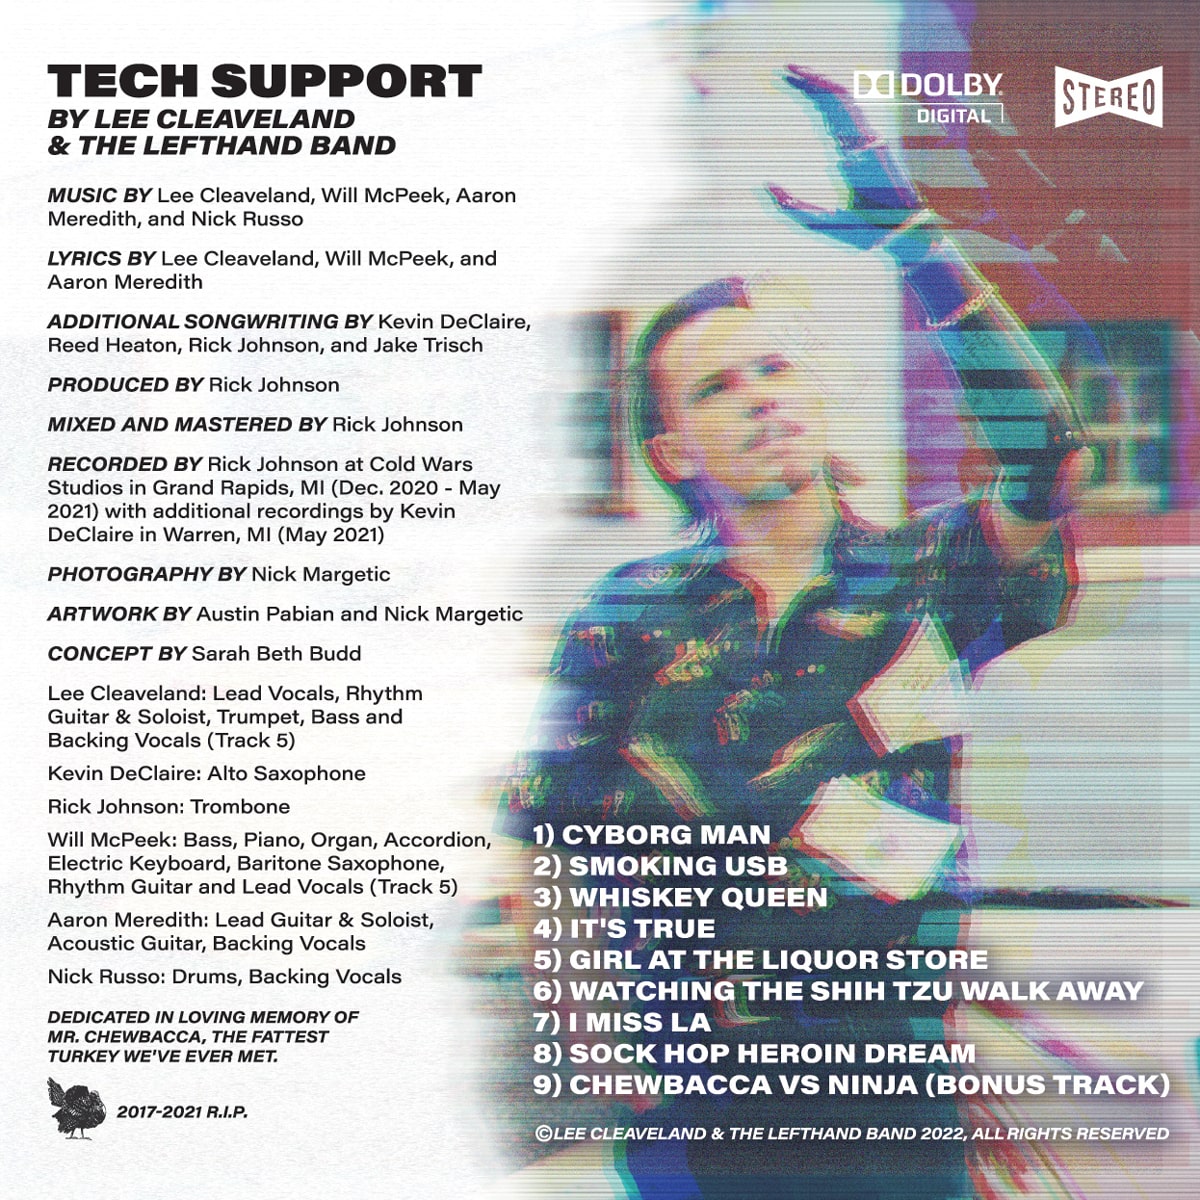 TECH SUPPORT
BY LEE CLEAVELAND
& THE LEFTHAND BAND
MUSIC BY Lee Cleaveland, Will McPeek, Aaron
Meredith, and Nick Russo
LYRICS BY Lee Cleaveland, Will McPeek, and
Aaron Meredith
ADDITIONAL SONGWRITING BY Kevin DeClaire,
Reed Heaton, Rick Johnson, and Jake Trisch
PRODUCED BY Rick Johnson
MIXED AND MASTERED BY Rick Johnson
RECORDED BY Rick Johnson at Cold Wars
Studios in Grand Rapids, MI (Dec. 2020 - May
2021) with additional recordings by Kevin
DeClaire in Warren, MI (May 2021)
PHOTOGRAPHY BY Nick Margetic
ARTWORK BY Austin Pabian and Nick Margetic
CONCEPT BY Sarah Beth Budd
Lee Cleaveland: Lead Vocals, Rhythm
Guitar & Soloist, Trumpet, Bass and
Backing Vocals (Track 5)
Kevin DeClaire: Alto Saxophone
Rick Johnson: Trombone
Will McPeek: Bass, Piano, Organ, Accordion,
Electric Keyboard, Baritone Saxophone,
Rhythm Guitar and Lead Vocals (Track 5)
Aaron Meredith: Lead Guitar & Soloist,
Acoustic Guitar, Backing Vocals
Nick Russo: Drums, Backing Vocals
DEDICATED IN LOVING MEMORY OF
MR. CHEWBACCA, THE FATTEST
TURKEY WE'VE EVER MET.
2017-2021 R.I.P.
DOLBY
DIGITAL
STEREO
1) CYBORG MAN
2) SMOKING USB
3) WHISKEY QUEEN
4) IT'S TRUE
5) GIRL AT THE LIQUOR STORE
6) WATCHING THE SHIH TZU WALK AWAY
7) I MISS LA
8) SOCK HOP HEROIN DREAM
9) CHEWBACCA VS NINJA (BONUS TRACK)
©LEE CLEAVELAND & THE LEFTHAND BAND 2022, ALL RIGHTS RESERVED